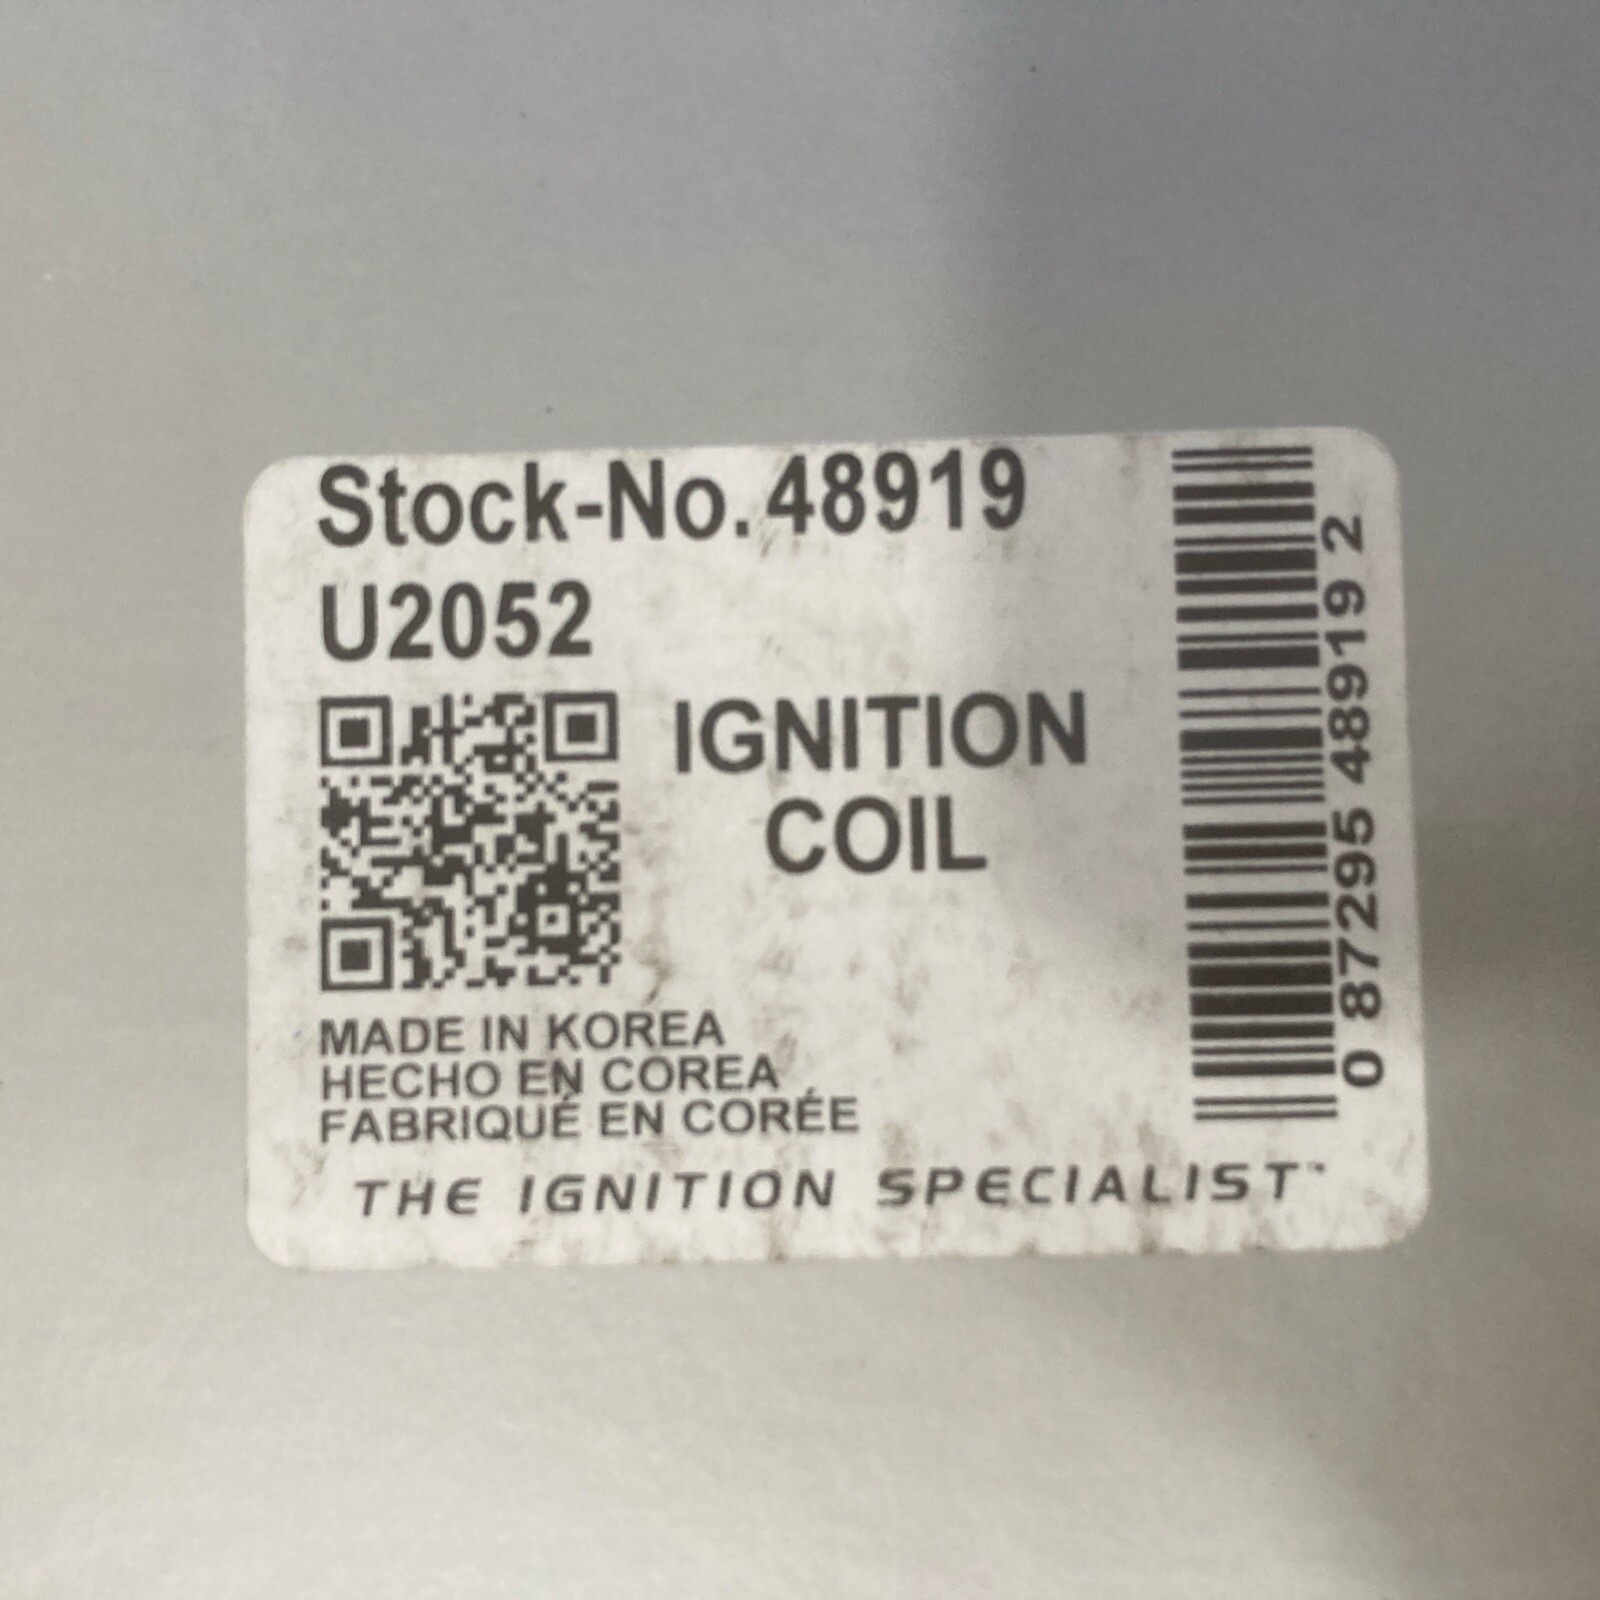 Stock-No. 48919
U2052
IGNITION
COIL
MADE IN KOREA
HECHO EN COREA
FABRIQUÉ EN CORÉE
THE IGNITION SPECIALIST™
0 87295 48919 2